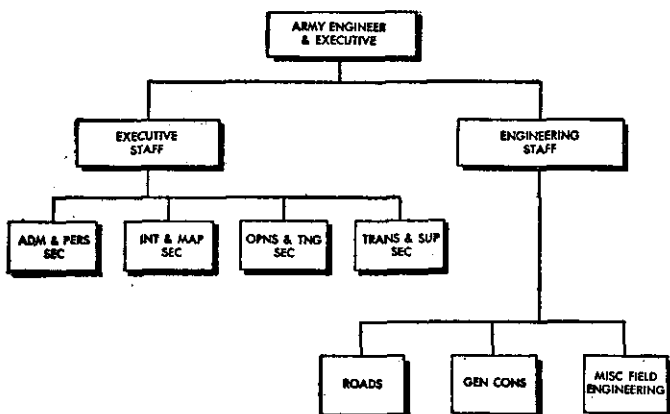 ARMY ENGINEER
& EXECUTIVE
EXECUTIVE
STAFF
ENGINEERING
STAFF
ADM & PERS
SEC
INT & MAP
SEC
OPNS & TNG
SEC
TRANS & SUP
SEC
ROADS
GEN CONS
MISC FIELD
ENGINEERING